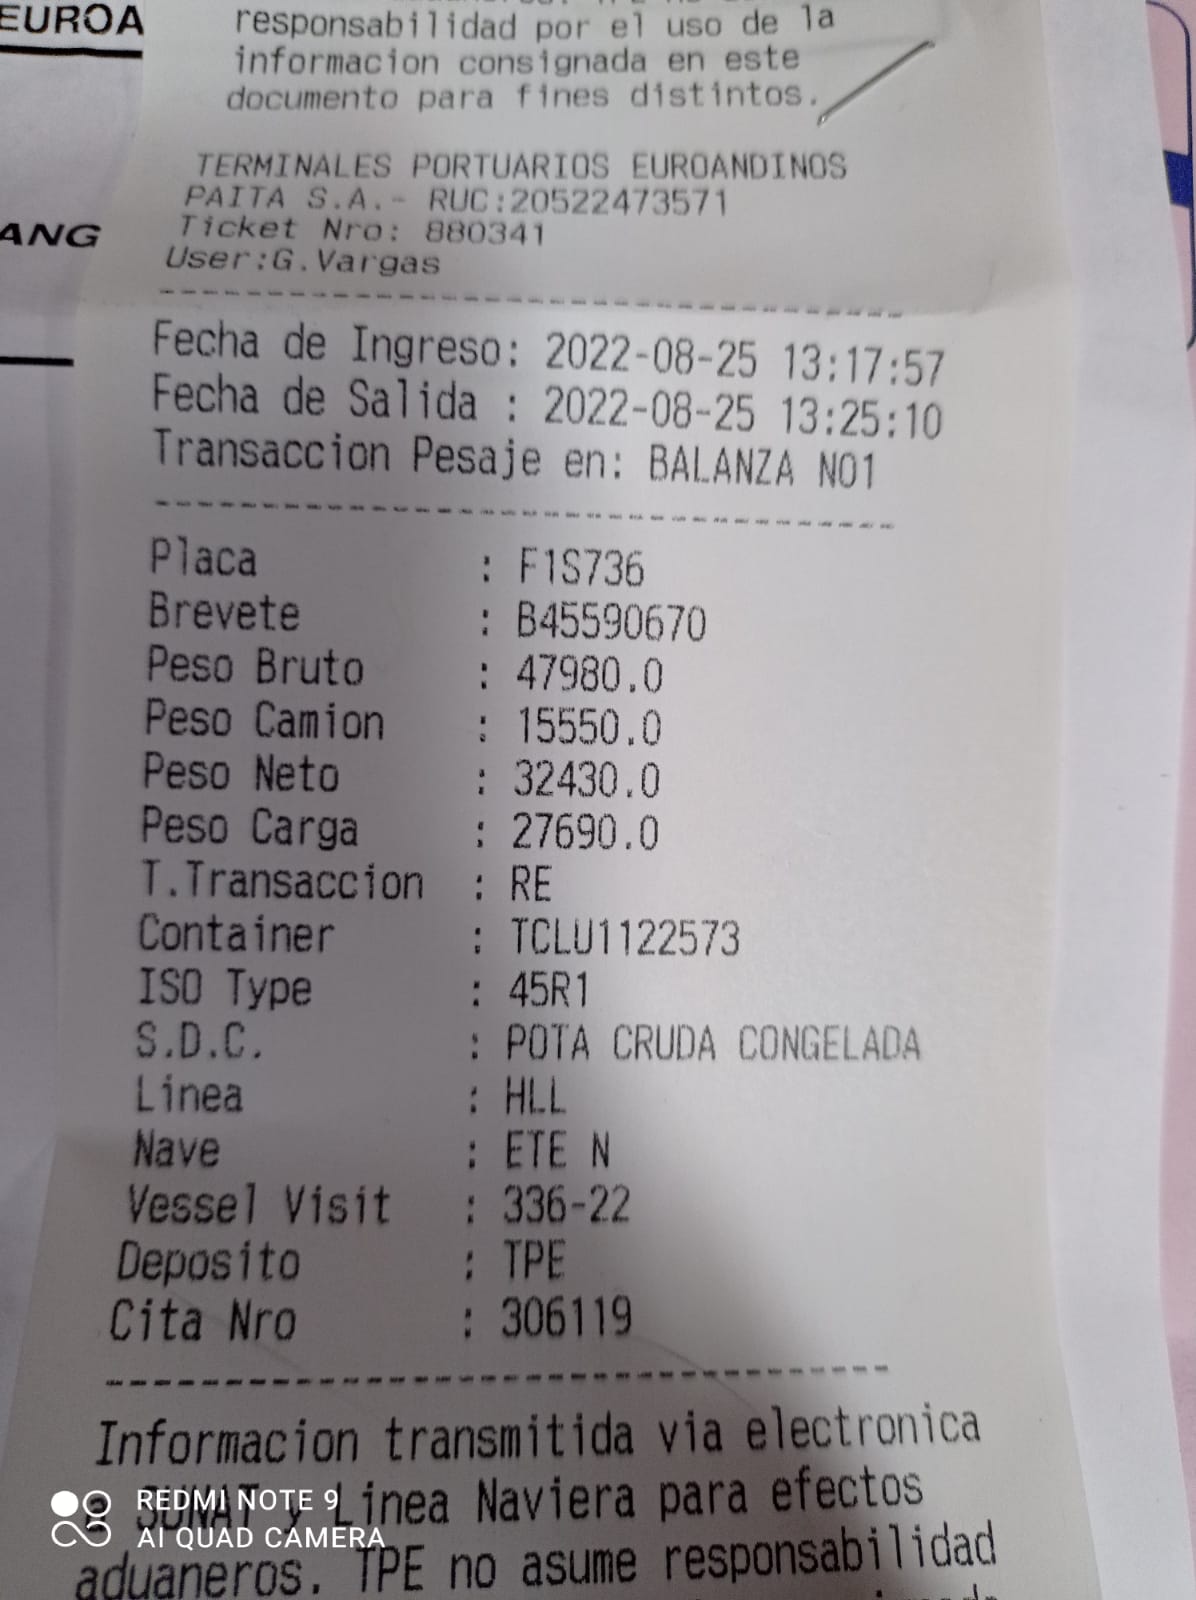 EUROA
responsabilidad por el uso de la
informacion consignada en este
documento para fines distintos.
TERMINALES PORTUARIOS EUROANDINOS
PAITA S.A.- RUC:20522473571
ANG
Ticket Nro: 880341
User:G.Vargas
Fecha de Ingreso: 2022-08-25 13:17:57
Fecha de Salida : 2022-08-25 13:25:10
Transaccion Pesaje en: BALANZA NO1
Placa : F1S736
Brevete : B45590670
Peso Bruto : 47980.0
Peso Camion : 15550.0
Peso Neto : 32430.0
Peso Carga : 27690.0
T.Transaccion : RE
Container : TCLU1122573
ISO Type : 45R1
S.D.C. : POTA CRUDA CONGELADA
Linea : HLL
Nave : ETE N
Vessel Visit : 336-22
Deposito : TPE
Cita Nro : 306119
Informacion transmitida via electronica
a SUNAT y Linea Naviera para efectos
aduaneros. TPE no asume responsabilidad
REDMI NOTE 9
AI QUAD CAMERA